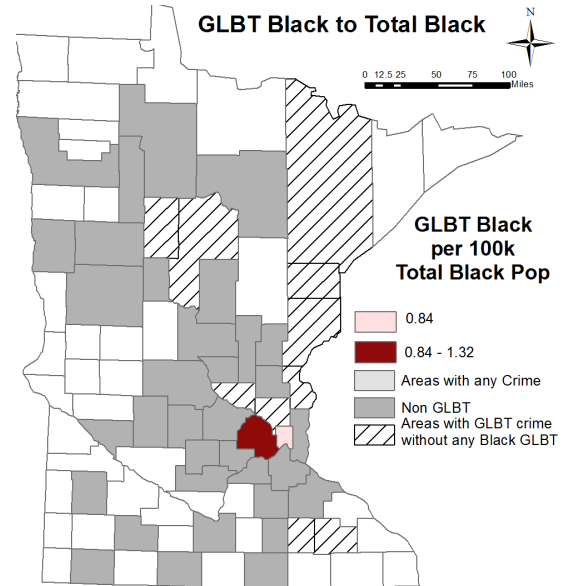 GLBT Black to Total Black
N
0 12.5 25 50 75 100
Miles
GLBT Black
per 100k
Total Black Pop
0.84
0.84 - 1.32
Areas with any Crime
Non GLBT
Areas with GLBT crime
without any Black GLBT